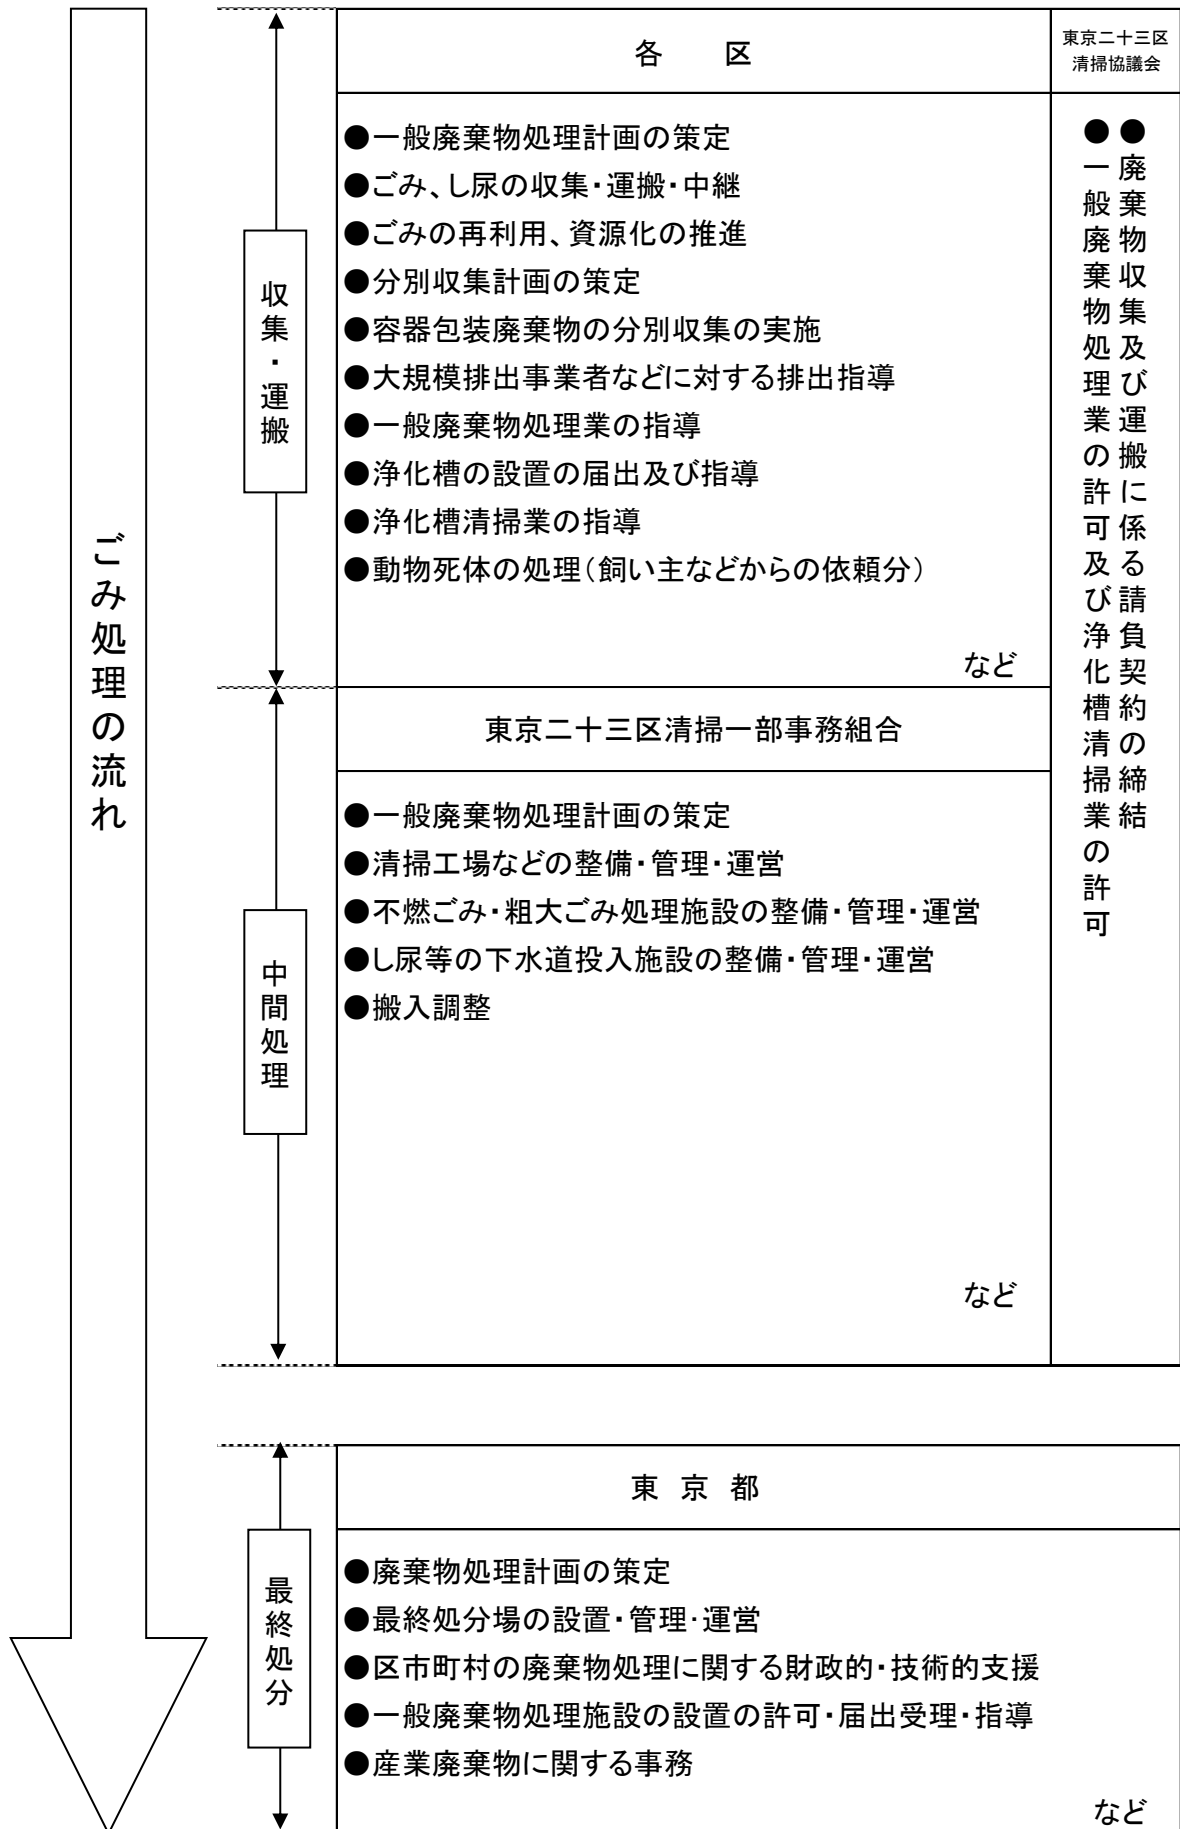 ごみ処理の流れ
収集・運搬
各　区
●一般廃棄物処理計画の策定
●ごみ、し尿の収集・運搬・中継
●ごみの再利用、資源化の推進
●分別収集計画の策定
●容器包装廃棄物の分別収集の実施
●大規模排出事業者などに対する排出指導
●一般廃棄物処理業の指導
●浄化槽の設置の届出及び指導
●浄化槽清掃業の指導
●動物死体の処理（飼い主などからの依頼分）
など
東京二十三区
清掃協議会
●廃棄物収集及び運搬に係る請負契約の締結
●一般廃棄物処理業の許可及び浄化槽清掃業の許可
中間処理
東京二十三区清掃一部事務組合
●一般廃棄物処理計画の策定
●清掃工場などの整備・管理・運営
●不燃ごみ・粗大ごみ処理施設の整備・管理・運営
●し尿等の下水道投入施設の整備・管理・運営
●搬入調整
など
最終処分
東京都
●廃棄物処理計画の策定
●最終処分場の設置・管理・運営
●区市町村の廃棄物処理に関する財政的・技術的支援
●一般廃棄物処理施設の設置の許可・届出受理・指導
●産業廃棄物に関する事務
など